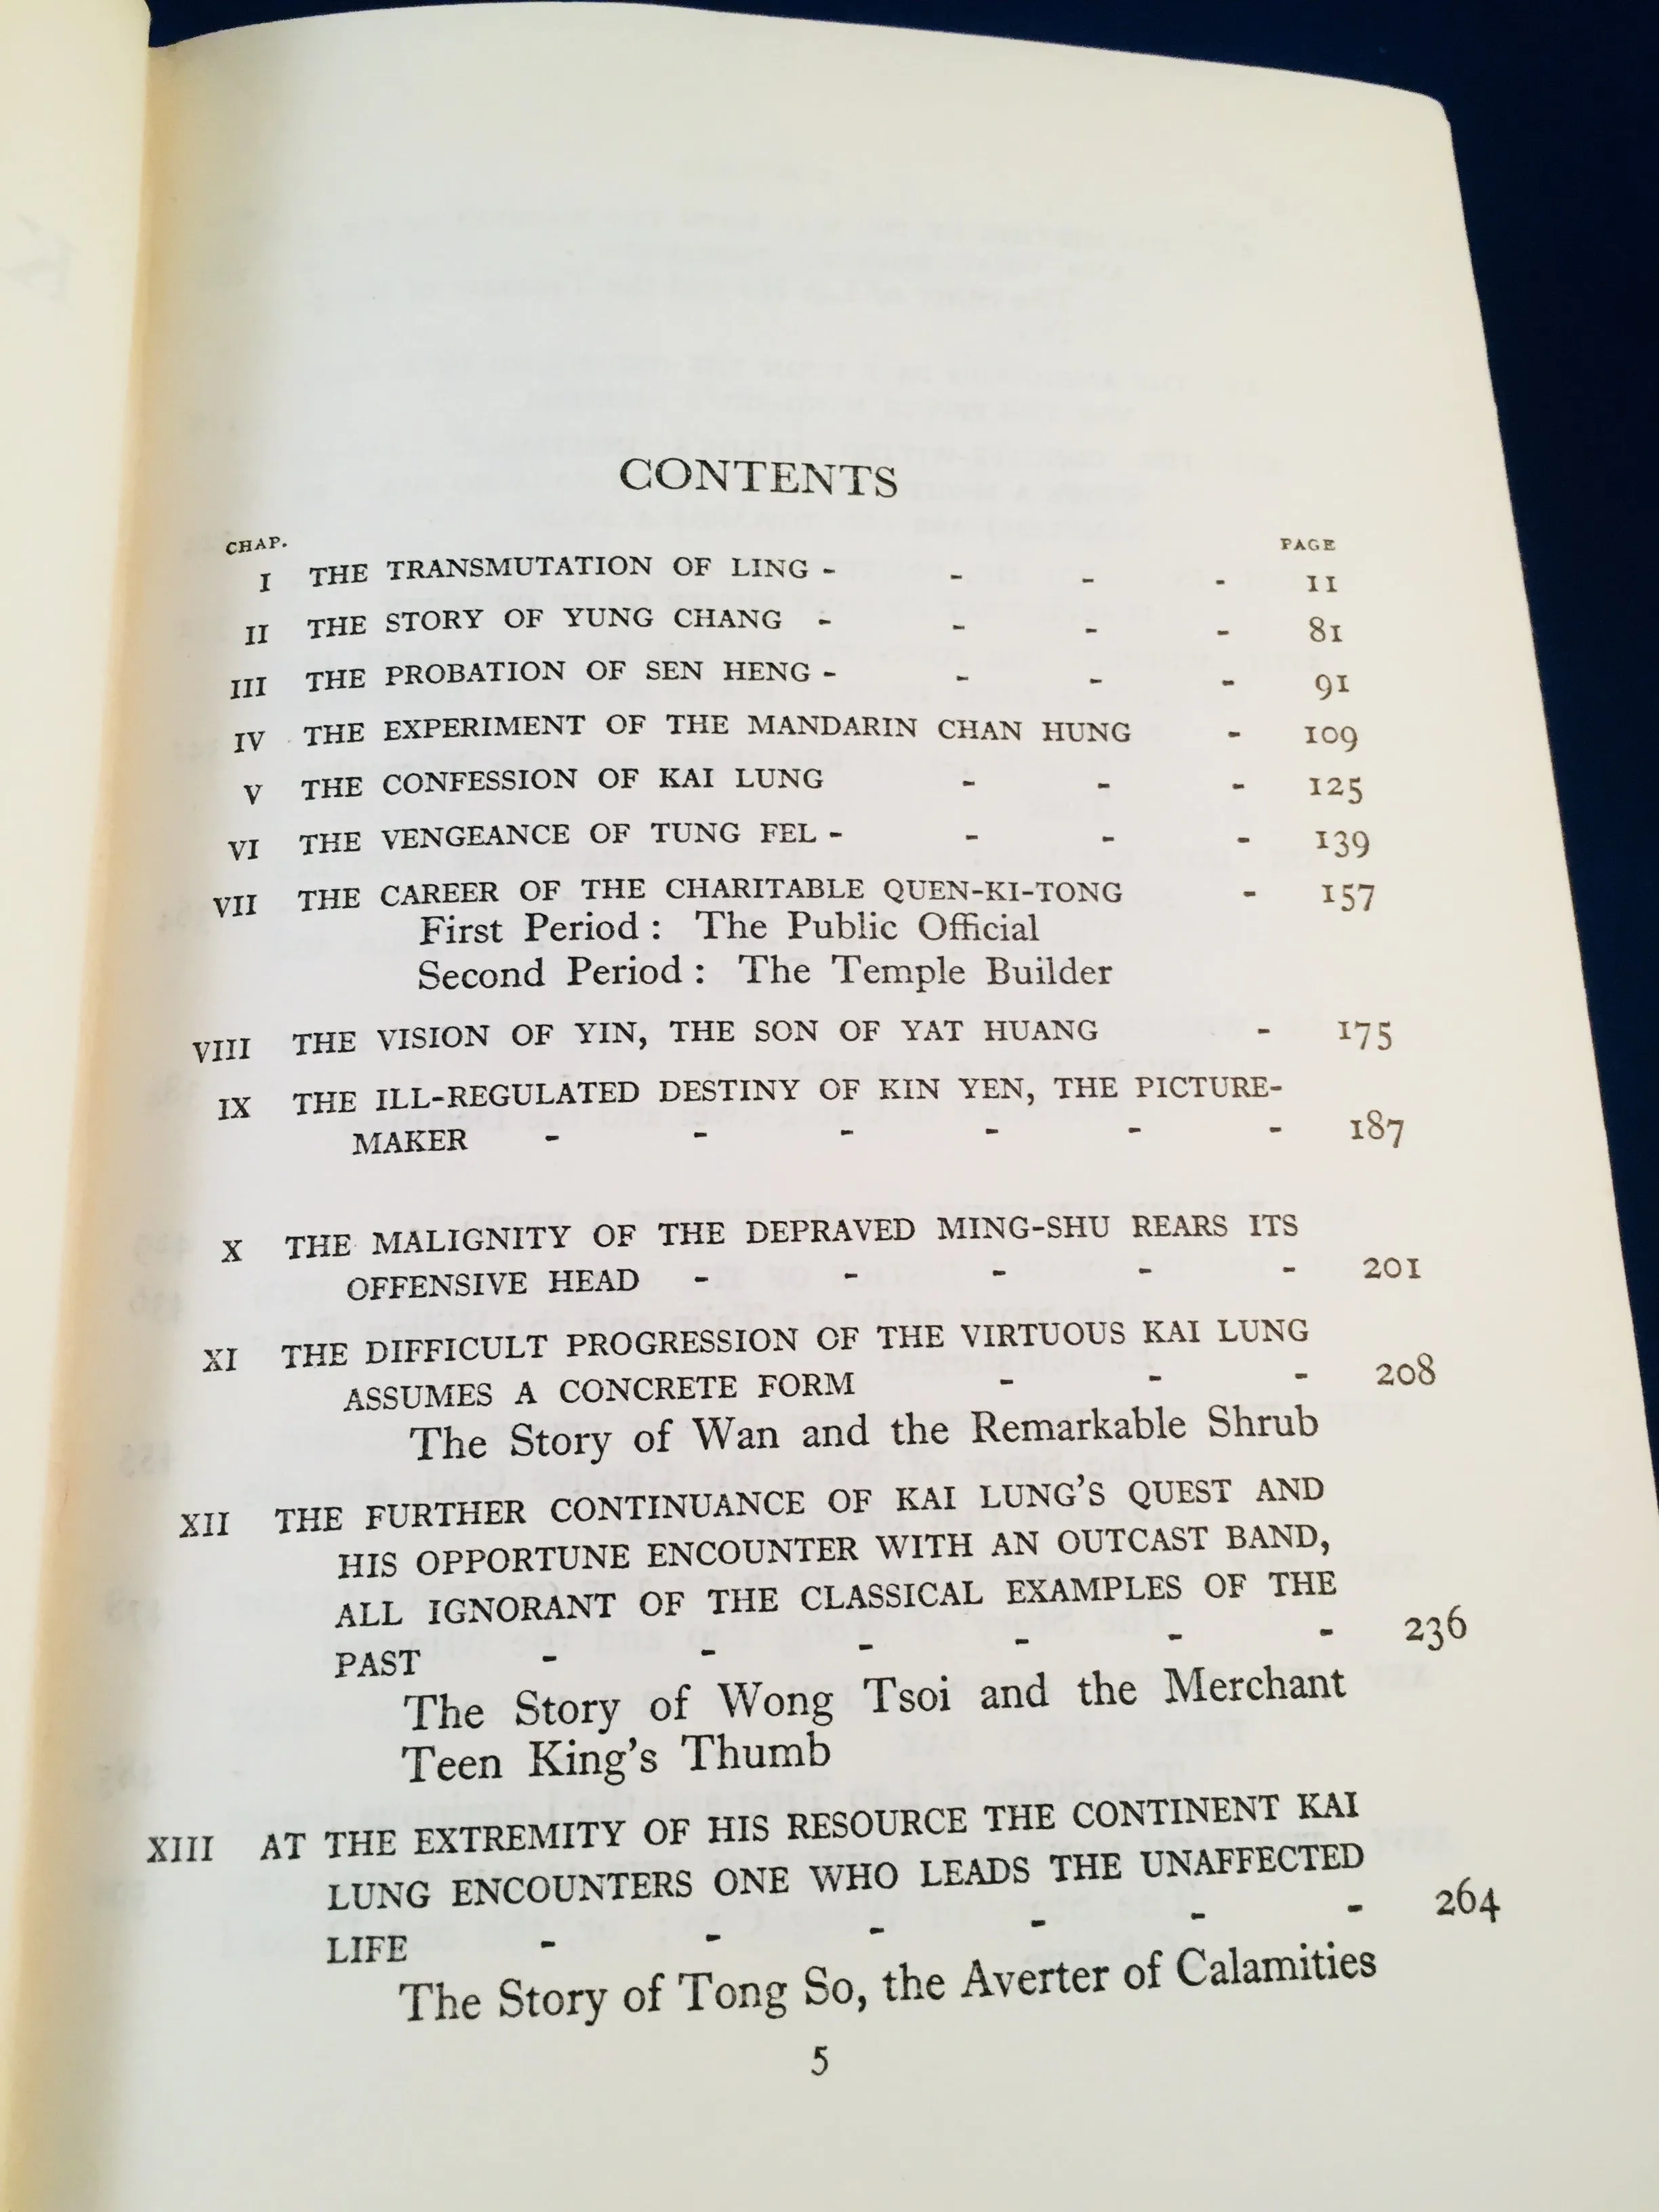 CONTENTS
CHAP. PAGE
I THE TRANSMUTATION OF LING - - - - 11
II THE STORY OF YUNG CHANG - - - - 81
III THE PROBATION OF SEN HENG - - - - 91
IV THE EXPERIMENT OF THE MANDARIN CHAN HUNG - 109
V THE CONFESSION OF KAI LUNG - - - 125
VI THE VENGEANCE OF TUNG FEL - - - - 139
VII THE CAREER OF THE CHARITABLE QUEN-KI-TONG - 157
First Period : The Public Official
Second Period : The Temple Builder
VIII THE VISION OF YIN, THE SON OF YAT HUANG - 175
IX THE ILL-REGULATED DESTINY OF KIN YEN, THE PICTURE-
MAKER - - - - - - 187
X THE MALIGNITY OF THE DEPRAVED MING-SHU REARS ITS
OFFENSIVE HEAD - - - - - 201
XI THE DIFFICULT PROGRESSION OF THE VIRTUOUS KAI LUNG
ASSUMES A CONCRETE FORM - - - 208
The Story of Wan and the Remarkable Shrub
XII THE FURTHER CONTINUANCE OF KAI LUNG'S QUEST AND
HIS OPPORTUNE ENCOUNTER WITH AN OUTCAST BAND,
ALL IGNORANT OF THE CLASSICAL EXAMPLES OF THE
PAST - - - - - - 236
The Story of Wong Tsoi and the Merchant
Teen King's Thumb
XIII AT THE EXTREMITY OF HIS RESOURCE THE CONTINENT KAI
LUNG ENCOUNTERS ONE WHO LEADS THE UNAFFECTED
LIFE - - - - - - 264
The Story of Tong So, the Averter of Calamities
5